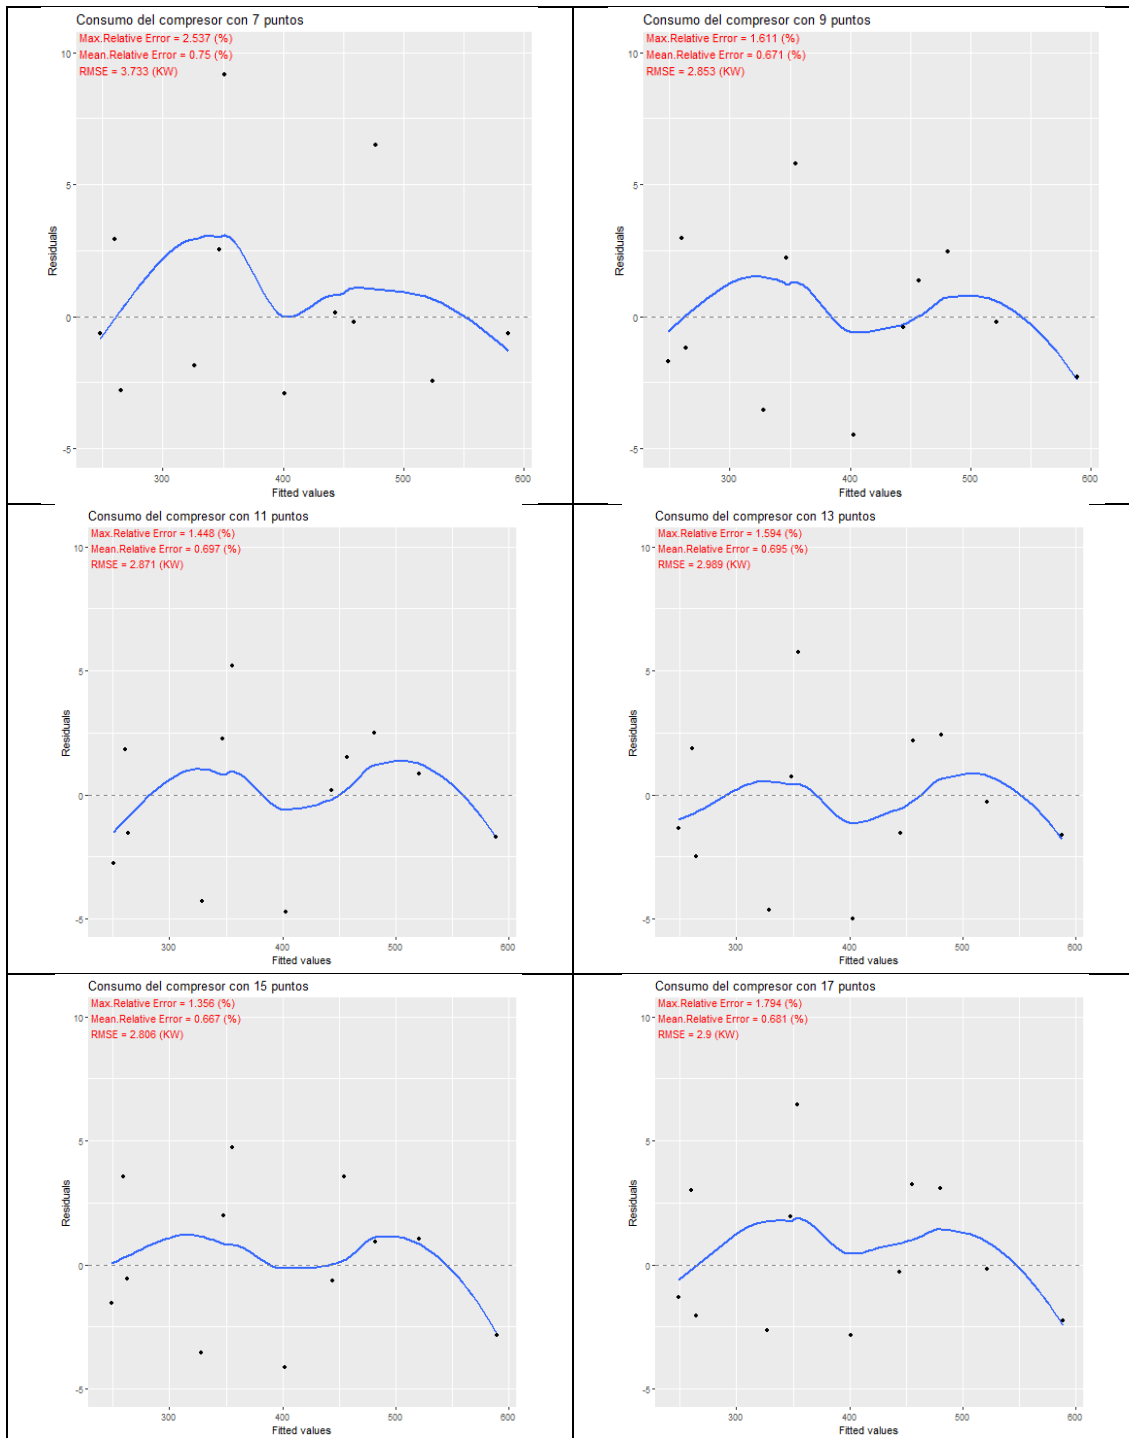 Consumo del compresor con 7 puntos
Max.Relative Error = 2.537 (%)
Mean.Relative Error = 0.75 (%)
RMSE = 3.733 (KW)
10
5
0
-5
Residuals
300
400
500
600
Fitted values
Consumo del compresor con 9 puntos
Max.Relative Error = 1.611 (%)
Mean.Relative Error = 0.671 (%)
RMSE = 2.853 (KW)
10
5
0
-5
Residuals
300
400
500
600
Fitted values
Consumo del compresor con 11 puntos
Max.Relative Error = 1.448 (%)
Mean.Relative Error = 0.697 (%)
RMSE = 2.871 (KW)
10
5
0
-5
Residuals
300
400
500
600
Fitted values
Consumo del compresor con 13 puntos
Max.Relative Error = 1.594 (%)
Mean.Relative Error = 0.695 (%)
RMSE = 2.989 (KW)
10
5
0
-5
Residuals
300
400
500
600
Fitted values
Consumo del compresor con 15 puntos
Max.Relative Error = 1.356 (%)
Mean.Relative Error = 0.667 (%)
RMSE = 2.806 (KW)
10
5
0
-5
Residuals
300
400
500
600
Fitted values
Consumo del compresor con 17 puntos
Max.Relative Error = 1.794 (%)
Mean.Relative Error = 0.681 (%)
RMSE = 2.9 (KW)
10
5
0
-5
Residuals
300
400
500
600
Fitted values